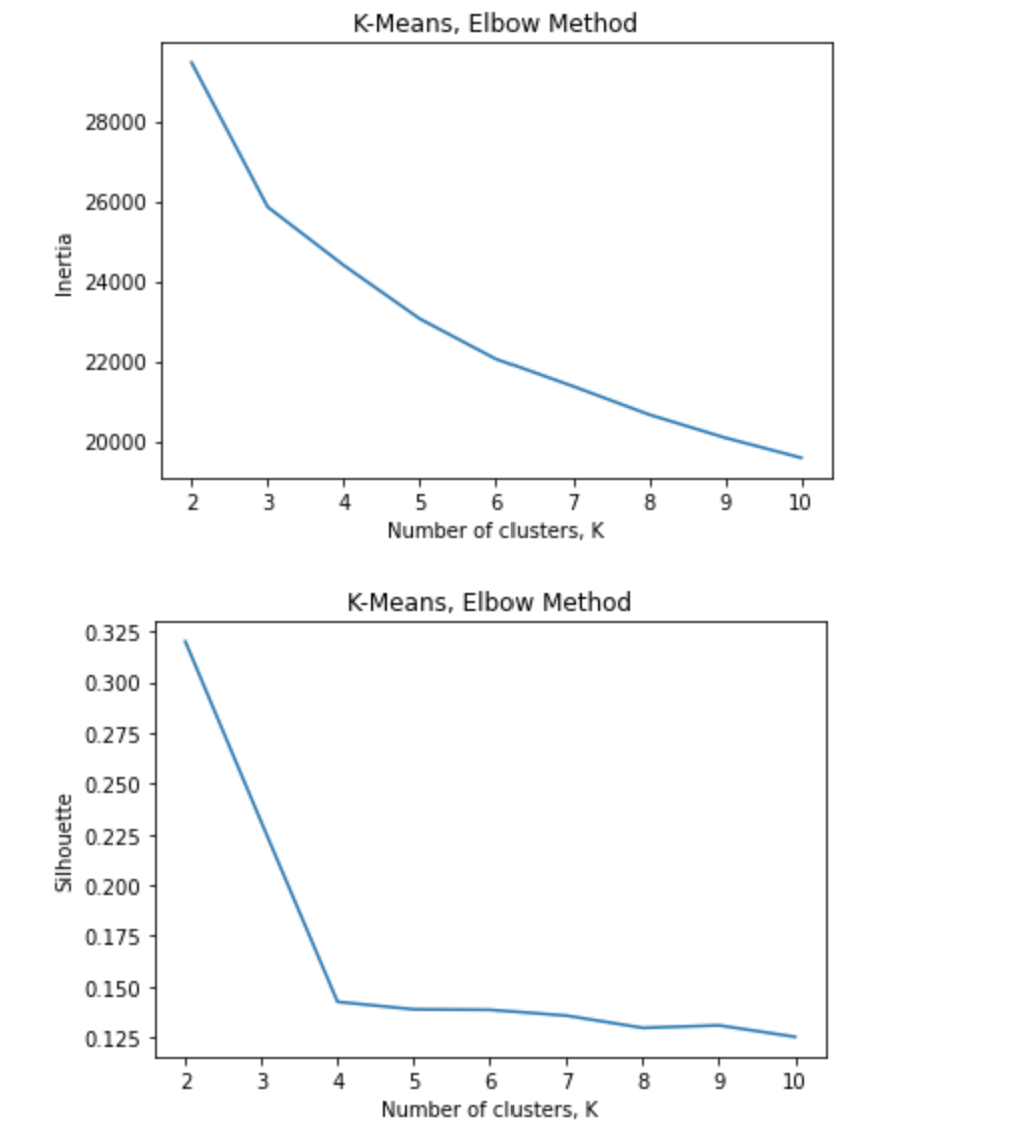 K-Means, Elbow Method
28000
26000
24000
22000
20000
Inertia
2 3 4 5 6 7 8 9 10
Number of clusters, K
K-Means, Elbow Method
0.325
0.300
0.275
0.250
0.225
0.200
0.175
0.150
0.125
Silhouette
2 3 4 5 6 7 8 9 10
Number of clusters, K